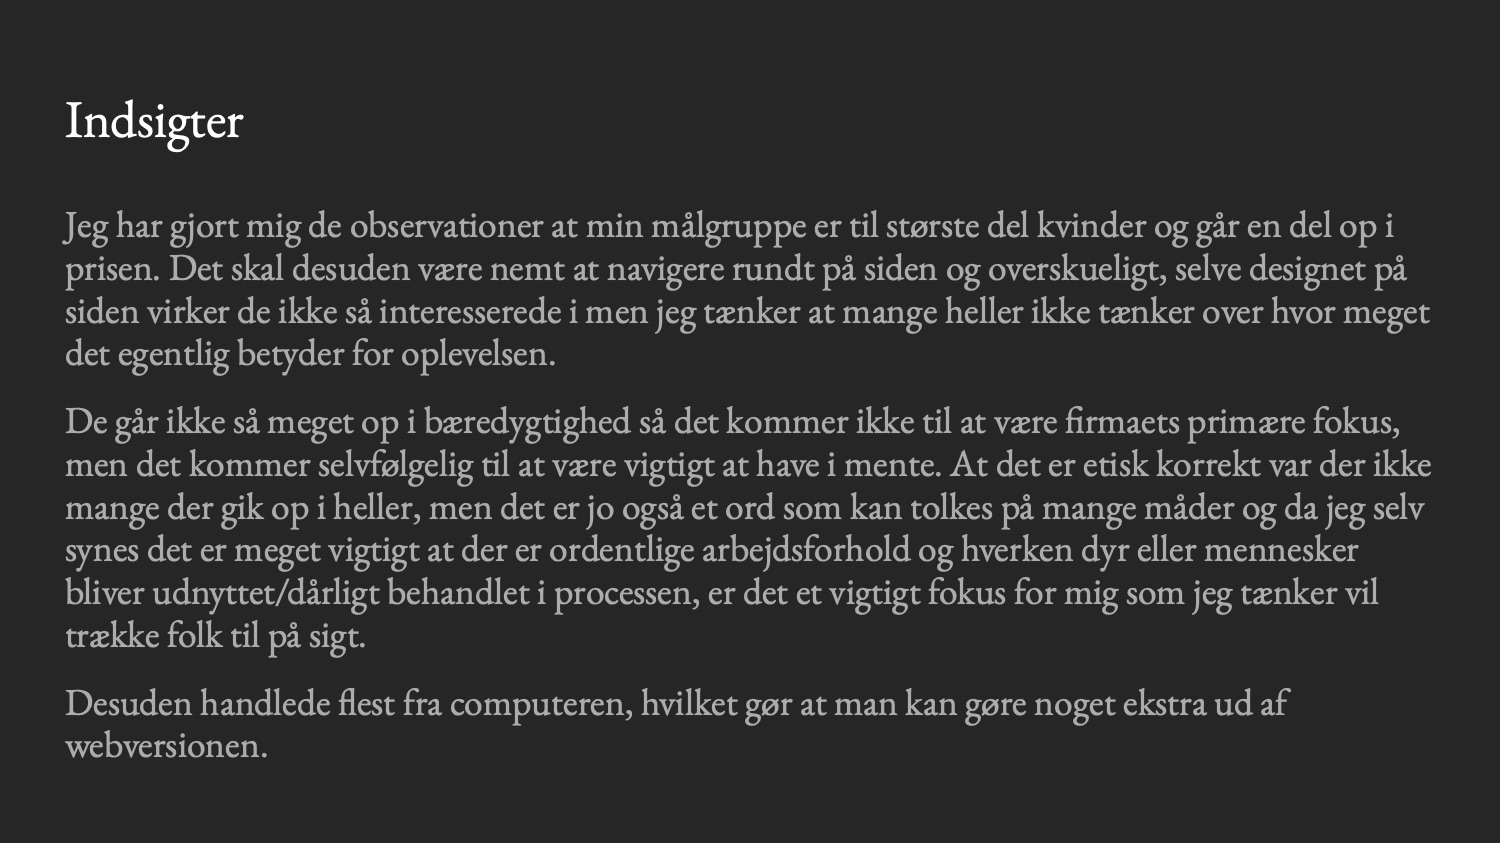 Indsigter
Jeg har gjort mig de observationer at min målgruppe er til største del kvinder og går en del op i
prisen. Det skal desuden være nemt at navigere rundt på siden og overskueligt, selve designet på
siden virker de ikke så interesserede i men jeg tænker at mange heller ikke tænker over hvor meget
det egentlig betyder for oplevelsen.
De går ikke så meget op i bæredygtighed så det kommer ikke til at være firmaets primære fokus,
men det kommer selvfølgelig til at være vigtigt at have i mente. At det er etisk korrekt var der ikke
mange der gik op i heller, men det er jo også et ord som kan tolkes på mange måder og da jeg selv
synes det er meget vigtigt at der er ordentlige arbejdsforhold og hverken dyr eller mennesker
bliver udnyttet/dårligt behandlet i processen, er det et vigtigt fokus for mig som jeg tænker vil
trække folk til på sigt.
Desuden handlede flest fra computeren, hvilket gør at man kan gøre noget ekstra ud af
webversionen.